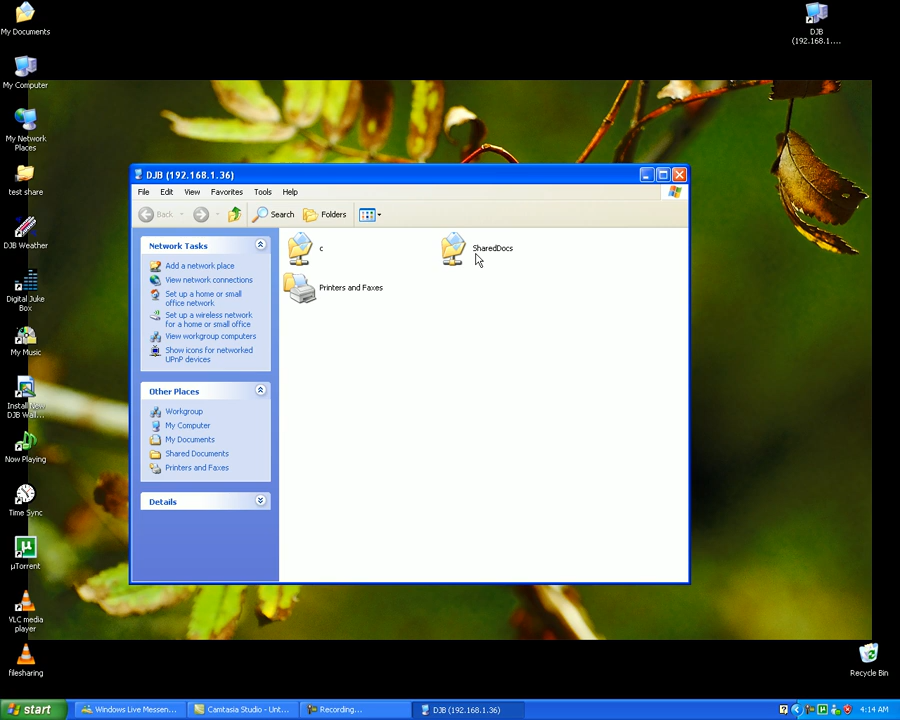 My Documents
My Computer
My Network
Places
test share
DJB Weather
Digital Juke
Box
My Music
Install New
DJB Wall...
Now Playing
Time Sync
µTorrent
VLC media
player
filesharing
DJB
(192.168.1....
DJB (192.168.1.36)
File Edit View Favorites Tools Help
Back Search Folders
Network Tasks
Add a network place
View network connections
Set up a home or small
office network
Set up a wireless network
for a home or small office
View workgroup computers
Show icons for networked
UPnP devices
Other Places
Workgroup
My Computer
My Documents
Shared Documents
Printers and Faxes
Details
c
SharedDocs
Printers and Faxes
Recycle Bin
start
Windows Live Messen...
Camtasia Studio - Unt...
Recording...
DJB (192.168.1.36)
4:14 AM